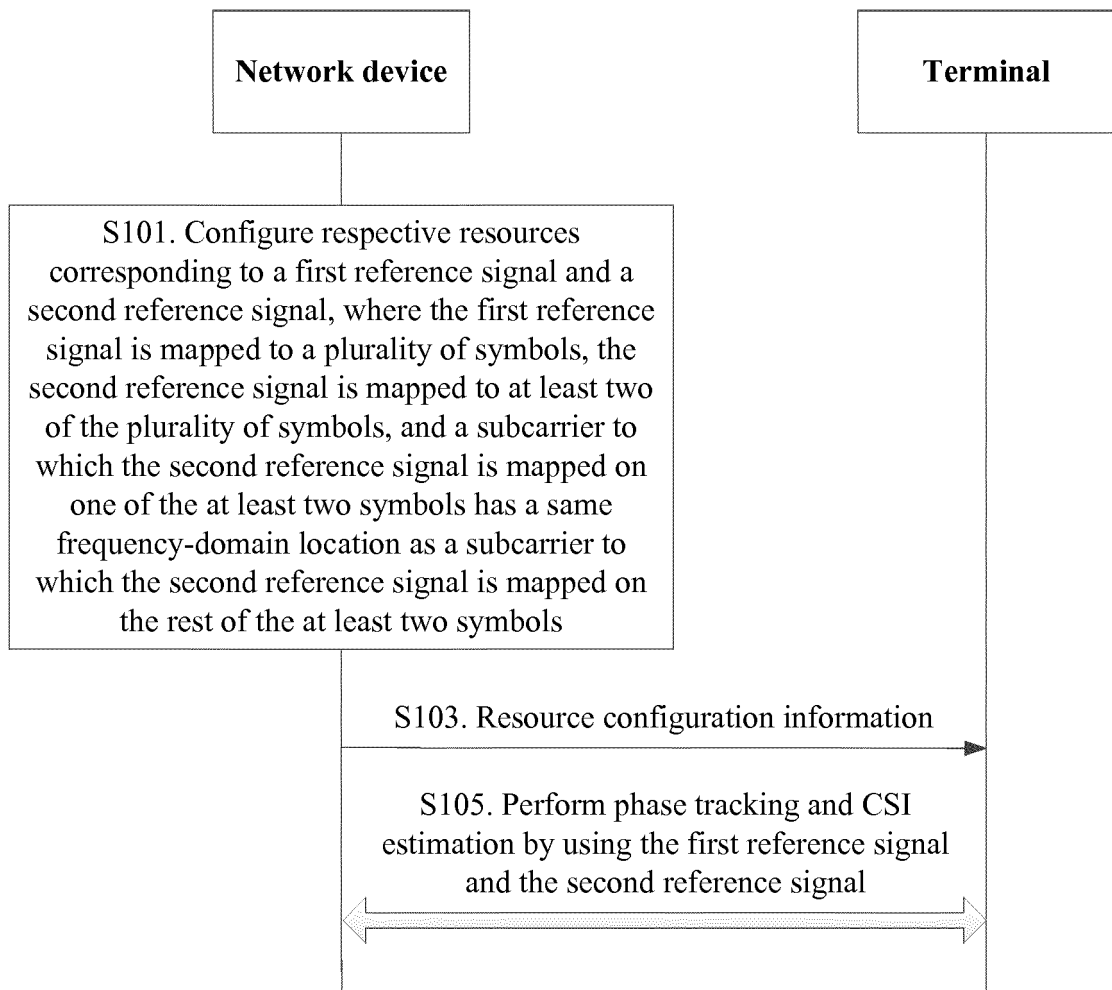 Network device
Terminal
S101. Configure respective resources
corresponding to a first reference signal and a
second reference signal, where the first reference
signal is mapped to a plurality of symbols, the
second reference signal is mapped to at least two
of the plurality of symbols, and a subcarrier to
which the second reference signal is mapped on
one of the at least two symbols has a same
frequency-domain location as a subcarrier to
which the second reference signal is mapped on
the rest of the at least two symbols
S103. Resource configuration information
S105. Perform phase tracking and CSI
estimation by using the first reference signal
and the second reference signal